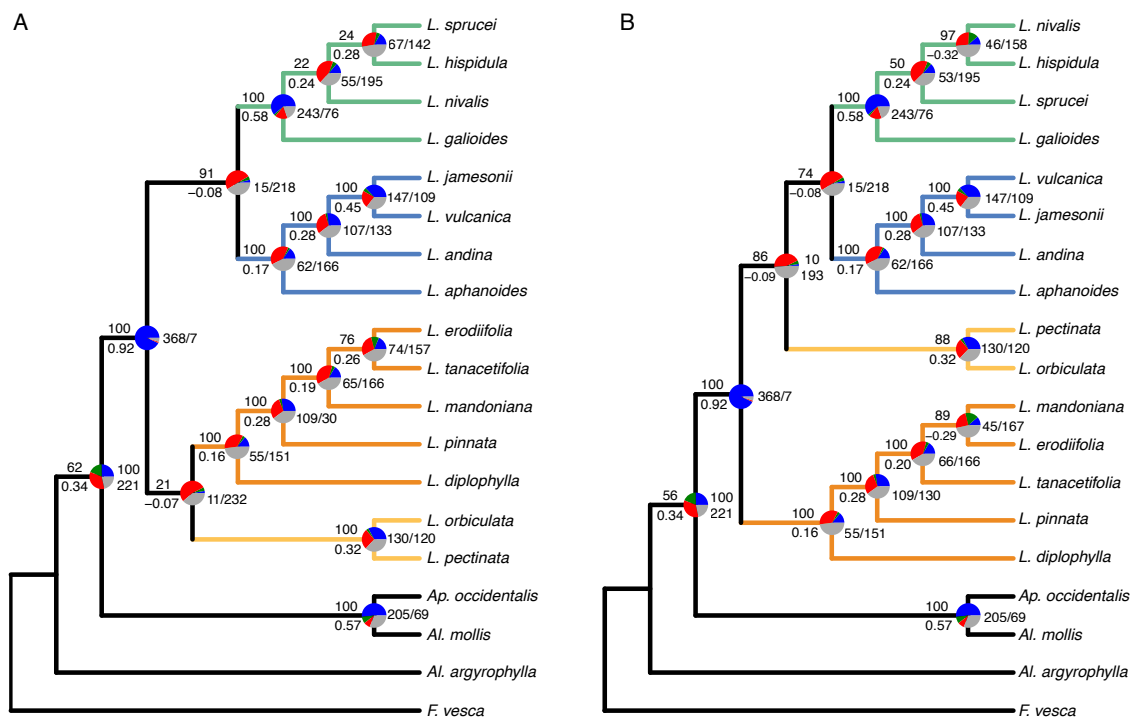 A
L. sprucei
24
0.28
67/142
L. hispidula
22
0.24
55/195
L. nivalis
100
0.58
243/76
L. galioides
91
−0.08
15/218
L. jamesonii
100
0.45
147/109
L. vulcanica
100
0.28
107/133
L. andina
100
0.17
62/166
L. aphanoides
100
0.92
368/7
L. erodiifolia
76
0.26
74/157
L. tanacetifolia
100
0.19
65/166
L. mandoniana
100
0.28
109/30
L. pinnata
100
0.16
55/151
L. diplophylla
62
0.34
100
221
21
−0.07
11/232
L. orbiculata
100
0.32
130/120
L. pectinata
Ap. occidentalis
100
0.57
205/69
Al. mollis
Al. argyrophylla
F. vesca
B
L. nivalis
97
−0.32
46/158
L. hispidula
50
0.24
53/195
L. sprucei
100
0.58
243/76
L. galioides
74
−0.08
15/218
L. vulcanica
100
0.45
147/109
L. jamesonii
100
0.28
107/133
L. andina
100
0.17
62/166
L. aphanoides
86
−0.09
10
193
L. pectinata
88
0.32
130/120
L. orbiculata
100
0.92
368/7
L. mandoniana
89
−0.29
45/167
L. erodiifolia
100
0.20
66/166
L. tanacetifolia
100
0.28
109/130
L. pinnata
100
0.16
55/151
L. diplophylla
56
0.34
100
221
Ap. occidentalis
100
0.57
205/69
Al. mollis
Al. argyrophylla
F. vesca